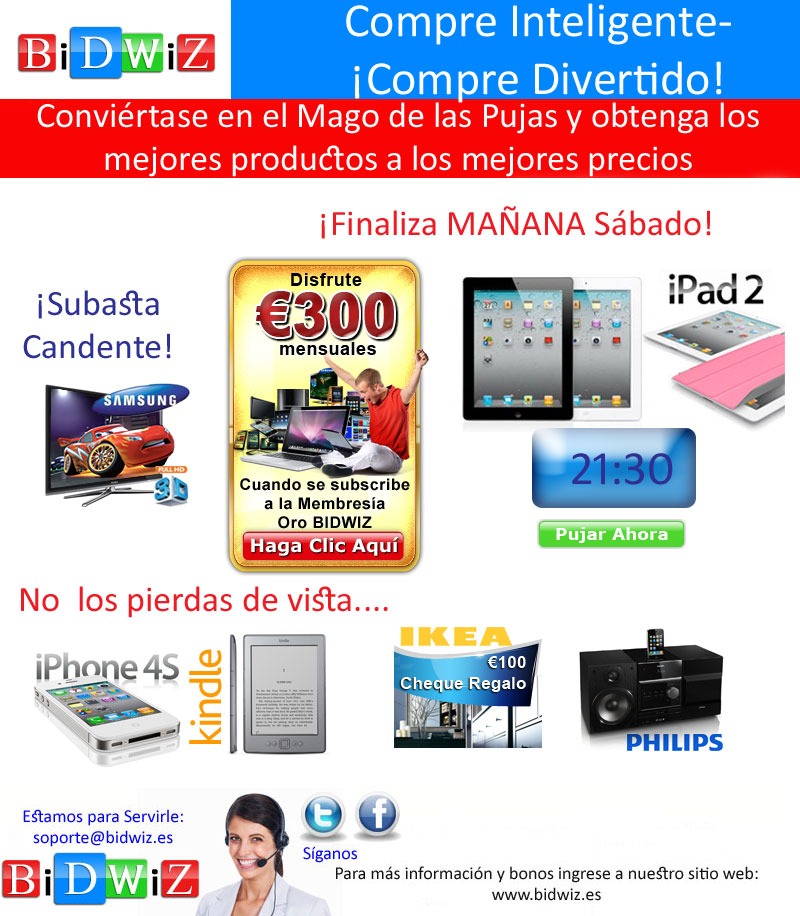 BiDWiZ
Compre Inteligente-
¡Compre Divertido!
Conviértase en el Mago de las Pujas y obtenga los
mejores productos a los mejores precios
¡Finaliza MAÑANA Sábado!
¡Subasta
Candente!
SAMSUNG
FULL HD
3D
Disfrute
€300
mensuales
Cuando se subscribe
a la Membresía
Oro BIDWIZ
Haga Clic Aquí
iPad 2
21:30
Pujar Ahora
No los pierdas de vista....
iPhone 4S
kindle
IKEA
€100
Cheque Regalo
PHILIPS
Estamos para Servirle:
soporte@bidwiz.es
BiDWiZ
Síganos
Para más información y bonos ingrese a nuestro sitio web:
www.bidwiz.es